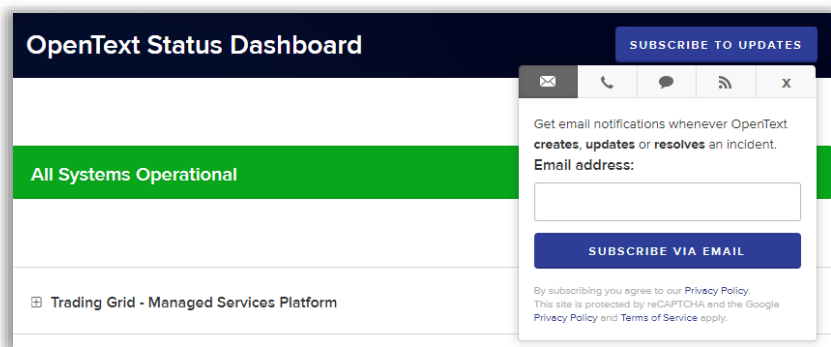 OpenText Status Dashboard
SUBSCRIBE TO UPDATES
X
Get email notifications whenever OpenText
creates, updates or resolves an incident.
Email address:
SUBSCRIBE VIA EMAIL
By subscribing you agree to our Privacy Policy.
This site is protected by reCAPTCHA and the Google
Privacy Policy and Terms of Service apply.
All Systems Operational
Trading Grid - Managed Services Platform